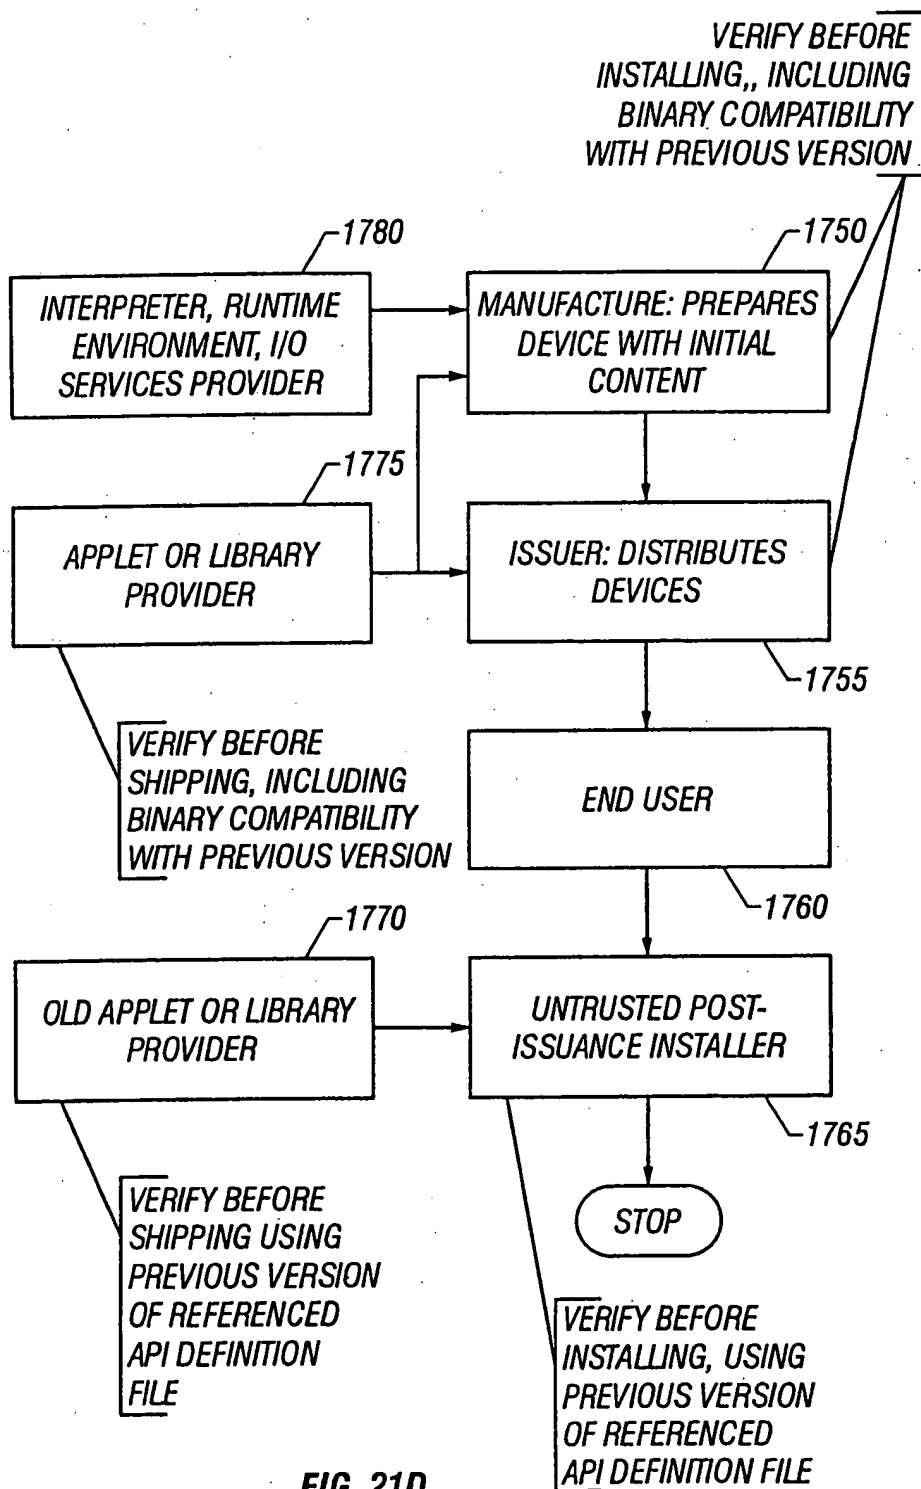 VERIFY BEFORE
INSTALLING,, INCLUDING
BINARY COMPATIBILITY
WITH PREVIOUS VERSION
1780
1750
INTERPRETER, RUNTIME
ENVIRONMENT, I/O
SERVICES PROVIDER
MANUFACTURE: PREPARES
DEVICE WITH INITIAL
CONTENT
1775
APPLET OR LIBRARY
PROVIDER
ISSUER: DISTRIBUTES
DEVICES
1755
VERIFY BEFORE
SHIPPING, INCLUDING
BINARY COMPATIBILITY
WITH PREVIOUS VERSION
END USER
1760
1770
OLD APPLET OR LIBRARY
PROVIDER
UNTRUSTED POST-
ISSUANCE INSTALLER
1765
VERIFY BEFORE
SHIPPING USING
PREVIOUS VERSION
OF REFERENCED
API DEFINITION
FILE
STOP
VERIFY BEFORE
INSTALLING, USING
PREVIOUS VERSION
OF REFERENCED
API DEFINITION FILE
FIG. 21D